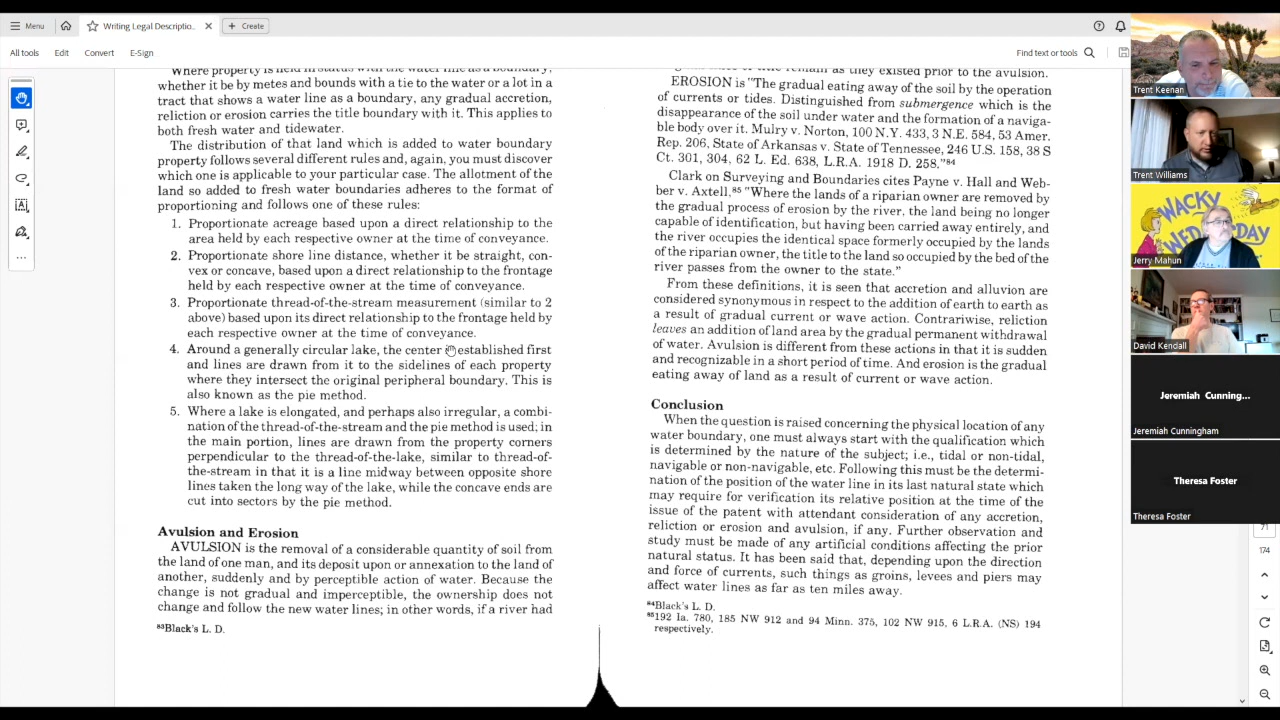 Menu
Writing Legal Descriptio...
Create
All tools
Edit
Convert
E-Sign
Find text or tools
Where property is held in status with the water line as a boundary,
whether it be by metes and bounds with a tie to the water or a lot in a
tract that shows a water line as a boundary, any gradual accretion,
reliction or erosion carries the title boundary with it. This applies to
both fresh water and tidewater.
The distribution of that land which is added to water boundary
property follows several different rules and, again, you must discover
which one is applicable to your particular case. The allotment of the
land so added to fresh water boundaries adheres to the format of
proportioning and follows one of these rules:
1. Proportionate acreage based upon a direct relationship to the
area held by each respective owner at the time of conveyance.
2. Proportionate shore line distance, whether it be straight, con-
vex or concave, based upon a direct relationship to the frontage
held by each respective owner at the time of conveyance.
3. Proportionate thread-of-the-stream measurement (similar to 2
above) based upon its direct relationship to the frontage held by
each respective owner at the time of conveyance.
4. Around a generally circular lake, the center established first
and lines are drawn from it to the sidelines of each property
where they intersect the original peripheral boundary. This is
also known as the pie method.
5. Where a lake is elongated, and perhaps also irregular, a combi-
nation of the thread-of-the-stream and the pie method is used; in
the main portion, lines are drawn from the property corners
perpendicular to the thread-of-the-lake, similar to thread-of-
the-stream in that it is a line midway between opposite shore
lines taken the long way of the lake, while the concave ends are
cut into sectors by the pie method.
Avulsion and Erosion
AVULSION is the removal of a considerable quantity of soil from
the land of one man, and its deposit upon or annexation to the land of
another, suddenly and by perceptible action of water. Because the
change is not gradual and imperceptible, the ownership does not
change and follow the new water lines; in other words, if a river had
⁸³Black's L. D.
remain as they existed prior to the avulsion.
EROSION is "The gradual eating away of the soil by the operation
of currents or tides. Distinguished from submergence which is the
disappearance of the soil under water and the formation of a naviga-
ble body over it. Mulry v. Norton, 100 N.Y. 433, 3 N.E. 584, 53 Amer.
Rep. 206, State of Arkansas v. State of Tennessee, 246 U.S. 158, 38 S
Ct. 301, 304, 62 L. Ed. 638, L.R.A. 1918 D. 258."⁸⁴
Clark on Surveying and Boundaries cites Payne v. Hall and Web-
ber v. Axtell.⁸⁵ "Where the lands of a riparian owner are removed by
the gradual process of erosion by the river, the land being no longer
capable of identification, but having been carried away entirely, and
the river occupies the identical space formerly occupied by the lands
of the riparian owner, the title to the land so occupied by the bed of the
river passes from the owner to the state."
From these definitions, it is seen that accretion and alluvion are
considered synonymous in respect to the addition of earth to earth as
a result of gradual current or wave action. Contrariwise, reliction
leaves an addition of land area by the gradual permanent withdrawal
of water. Avulsion is different from these actions in that it is sudden
and recognizable in a short period of time. And erosion is the gradual
eating away of land as a result of current or wave action.
Conclusion
When the question is raised concerning the physical location of any
water boundary, one must always start with the qualification which
is determined by the nature of the subject; i.e., tidal or non-tidal,
navigable or non-navigable, etc. Following this must be the determi-
nation of the position of the water line in its last natural state which
may require for verification its relative position at the time of the
issue of the patent with attendant consideration of any accretion,
reliction or erosion and avulsion, if any. Further observation and
study must be made of any artificial conditions affecting the prior
natural status. It has been said that, depending upon the direction
and force of currents, such things as groins, levees and piers may
affect water lines as far as ten miles away.
⁸⁴Black's L. D.
⁸⁵192 Ia. 780, 185 NW 912 and 94 Minn. 375, 102 NW 915, 6 L.R.A. (NS) 194
respectively.
Trent Keenan
Trent Williams
WACKY
WEDNESDAY
Jerry Mahun
David Kendall
Jeremiah Cunning...
Jeremiah Cunningham
Theresa Foster
Theresa Foster
71
174